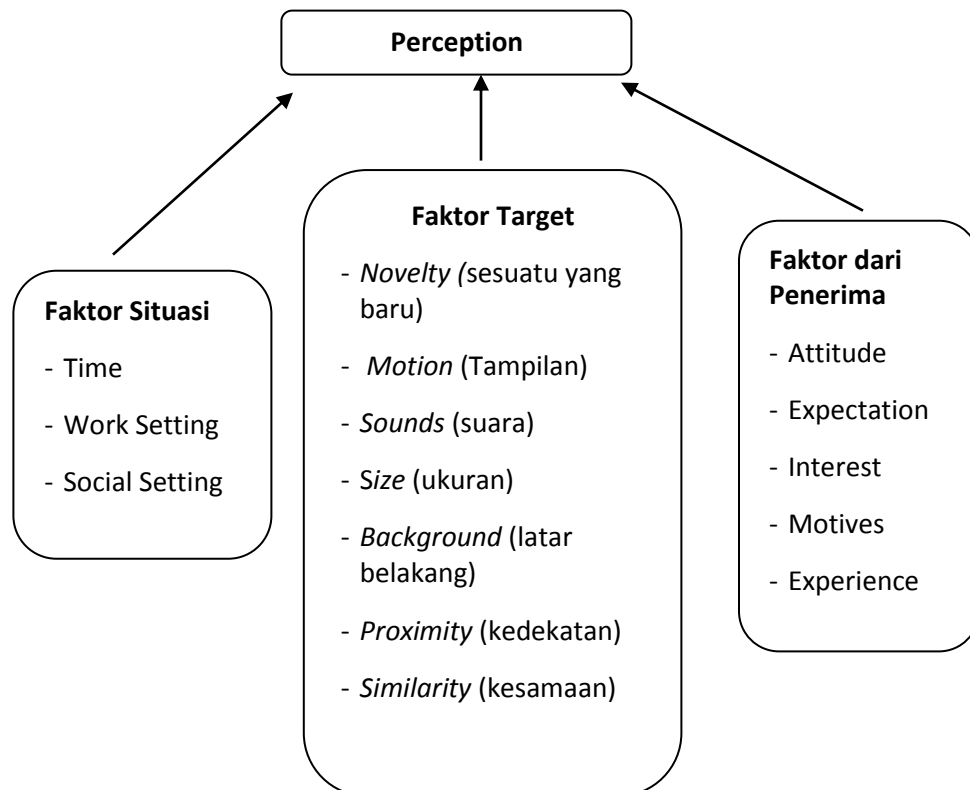 Perception
Faktor Situasi
- Time
- Work Setting
- Social Setting
Faktor Target
- Novelty (sesuatu yang
baru)
- Motion (Tampilan)
- Sounds (suara)
- Size (ukuran)
- Background (latar
belakang)
- Proximity (kedekatan)
- Similarity (kesamaan)
Faktor dari
Penerima
- Attitude
- Expectation
- Interest
- Motives
- Experience